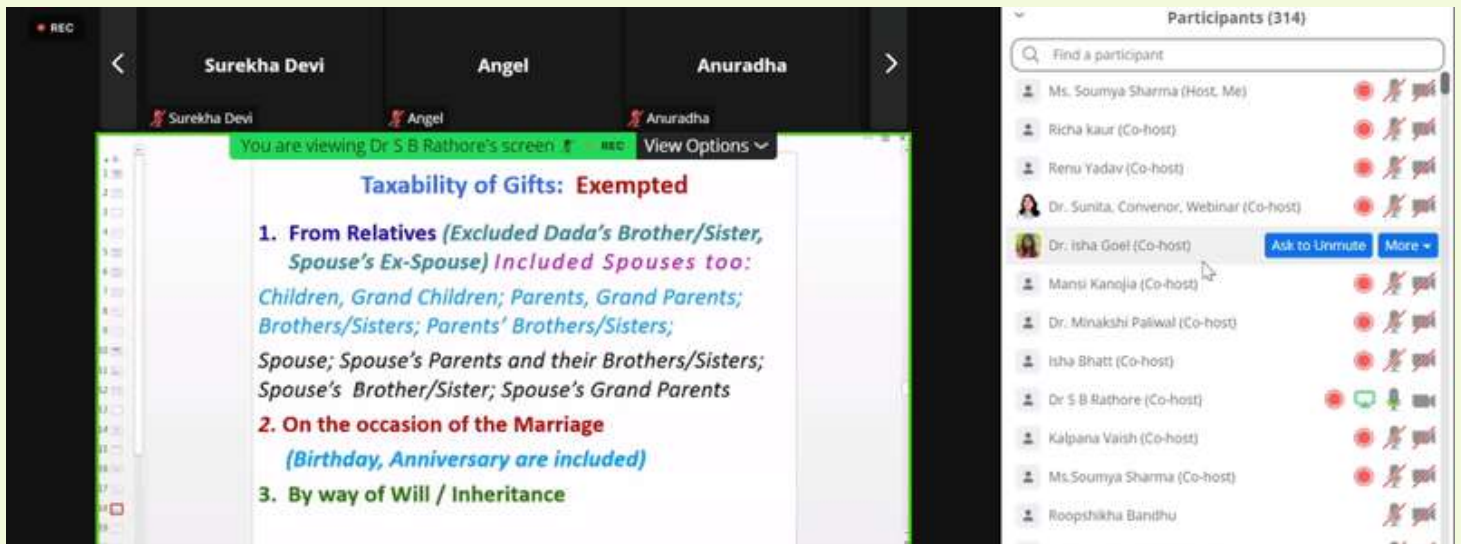 REC
Surekha Devi
Angel
Anuradha
Surekha Devi
Angel
Anuradha
You are viewing Dr S B Rathore's screen
REC
View Options
Taxability of Gifts: Exempted
1. From Relatives (Excluded Dada's Brother/Sister,
Spouse's Ex-Spouse) Included Spouses too:
Children, Grand Children; Parents, Grand Parents;
Brothers/Sisters; Parents' Brothers/Sisters;
Spouse; Spouse's Parents and their Brothers/Sisters;
Spouse's Brother/Sister; Spouse's Grand Parents
2. On the occasion of the Marriage
(Birthday, Anniversary are included)
3. By way of Will / Inheritance
Participants (314)
Find a participant
Ms. Soumya Sharma (Host, Me)
Richa kaur (Co-host)
Renu Yadav (Co-host)
Dr. Sunita, Convenor, Webinar (Co-host)
Dr. Isha Goel (Co-host)
Ask to Unmute
More
Mansi Kanojia (Co-host)
Dr. Minakshi Paliwal (Co-host)
Isha Bhatt (Co-host)
Dr S B Rathore (Co-host)
Kalpana Vaish (Co-host)
Ms.Soumya Sharma (Co-host)
Roopshikha Bandhu